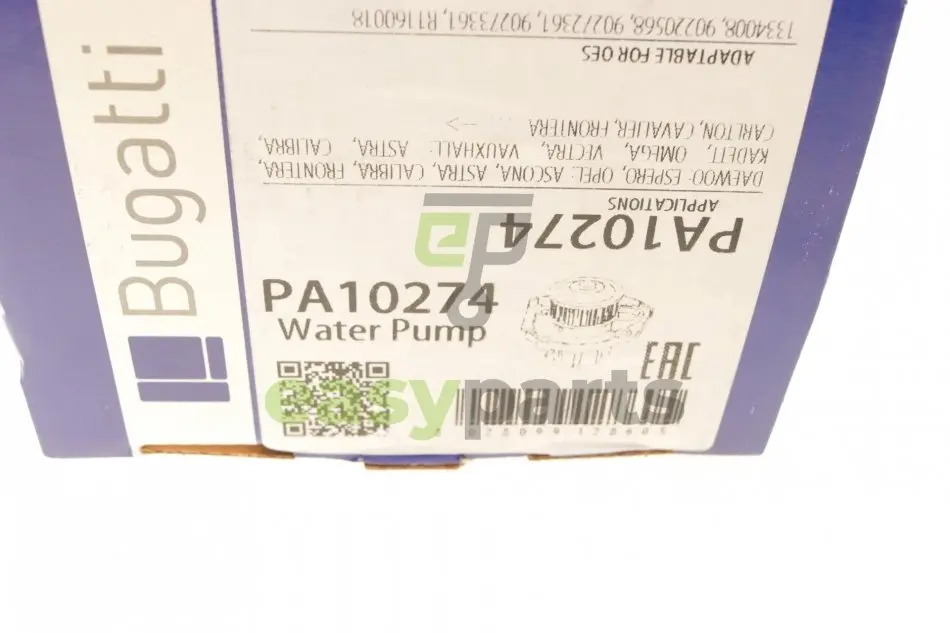 Bugatti
PA10274
Water Pump
EAC
easyparts
PA10274
APPLICATIONS
DAEWOO: ESPERO, OPEL: ASCONA, ASTRA, CALIBRA, FRONTERA,
KADETT, OMEGA, VECTRA, VAUXHALL: ASTRA, CALIBRA,
CARLTON, CAVALIER, FRONTERA
ADAPTABLE FOR OES
1334008, 90220568, 90272361, 90273361, R1160018